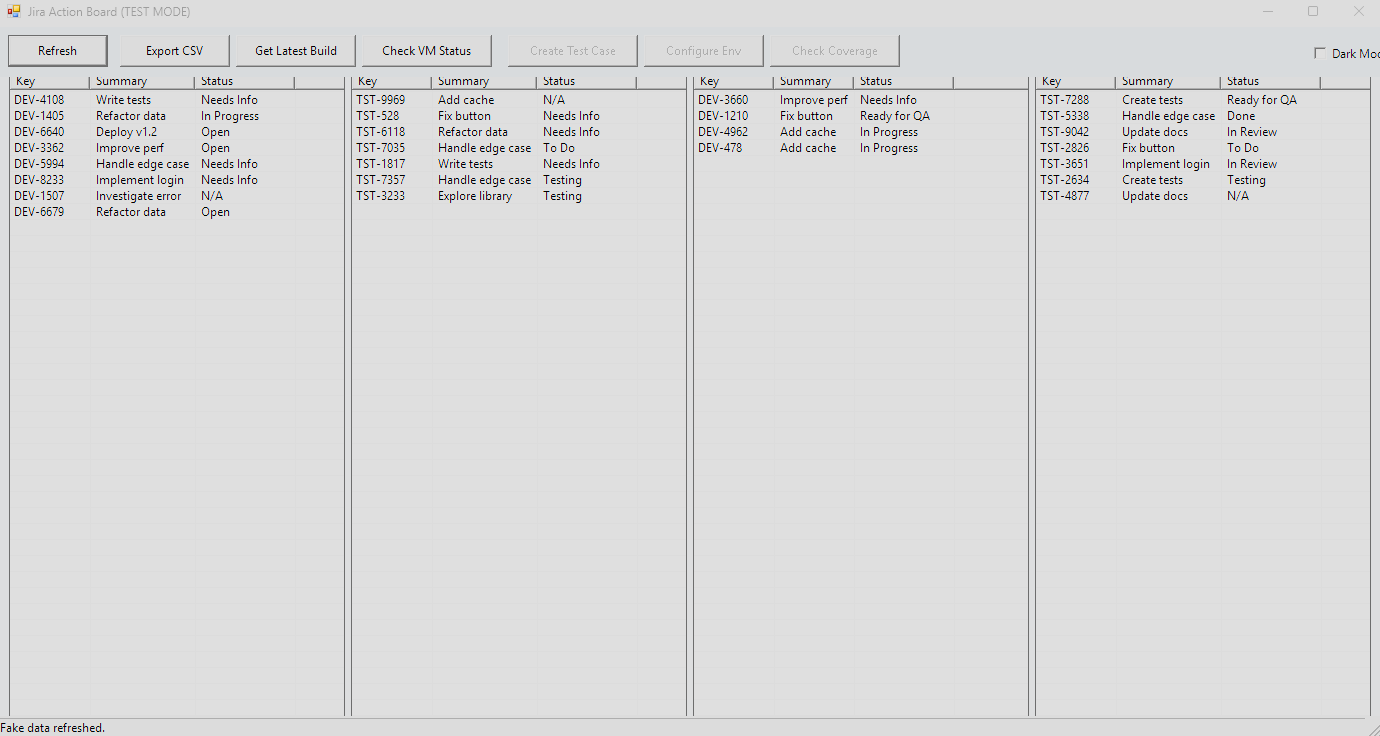 Jira Action Board (TEST MODE)
Refresh Export CSV Get Latest Build Check VM Status Create Test Case Configure Env Check Coverage Dark Mod
Key Summary Status
DEV-4108 Write tests Needs Info
DEV-1405 Refactor data In Progress
DEV-6640 Deploy v1.2 Open
DEV-3362 Improve perf Open
DEV-5994 Handle edge case Needs Info
DEV-8233 Implement login Needs Info
DEV-1507 Investigate error N/A
DEV-6679 Refactor data Open
Key Summary Status
TST-9969 Add cache N/A
TST-528 Fix button Needs Info
TST-6118 Refactor data Needs Info
TST-7035 Handle edge case To Do
TST-1817 Write tests Needs Info
TST-7357 Handle edge case Testing
TST-3233 Explore library Testing
Key Summary Status
DEV-3660 Improve perf Needs Info
DEV-1210 Fix button Ready for QA
DEV-4962 Add cache In Progress
DEV-478 Add cache In Progress
Key Summary Status
TST-7288 Create tests Ready for QA
TST-5338 Handle edge case Done
TST-9042 Update docs In Review
TST-2826 Fix button To Do
TST-3651 Implement login In Review
TST-2634 Create tests Testing
TST-4877 Update docs N/A
Fake data refreshed.